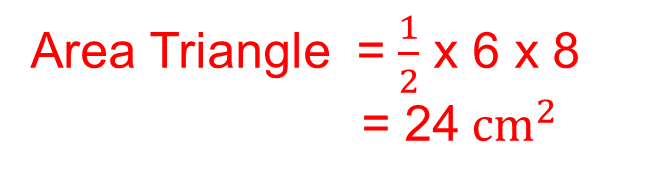 Area Triangle = 1/2 x 6 x 8
= 24 cm²